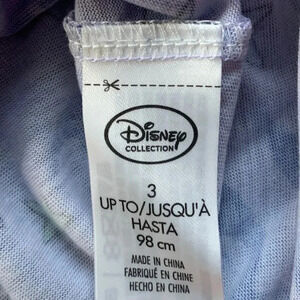 Disney
COLLECTION
3
UP TO/JUSQU'À
HASTA
98 cm
MADE IN CHINA
FABRIQUÉ EN CHINE
HECHO EN CHINA